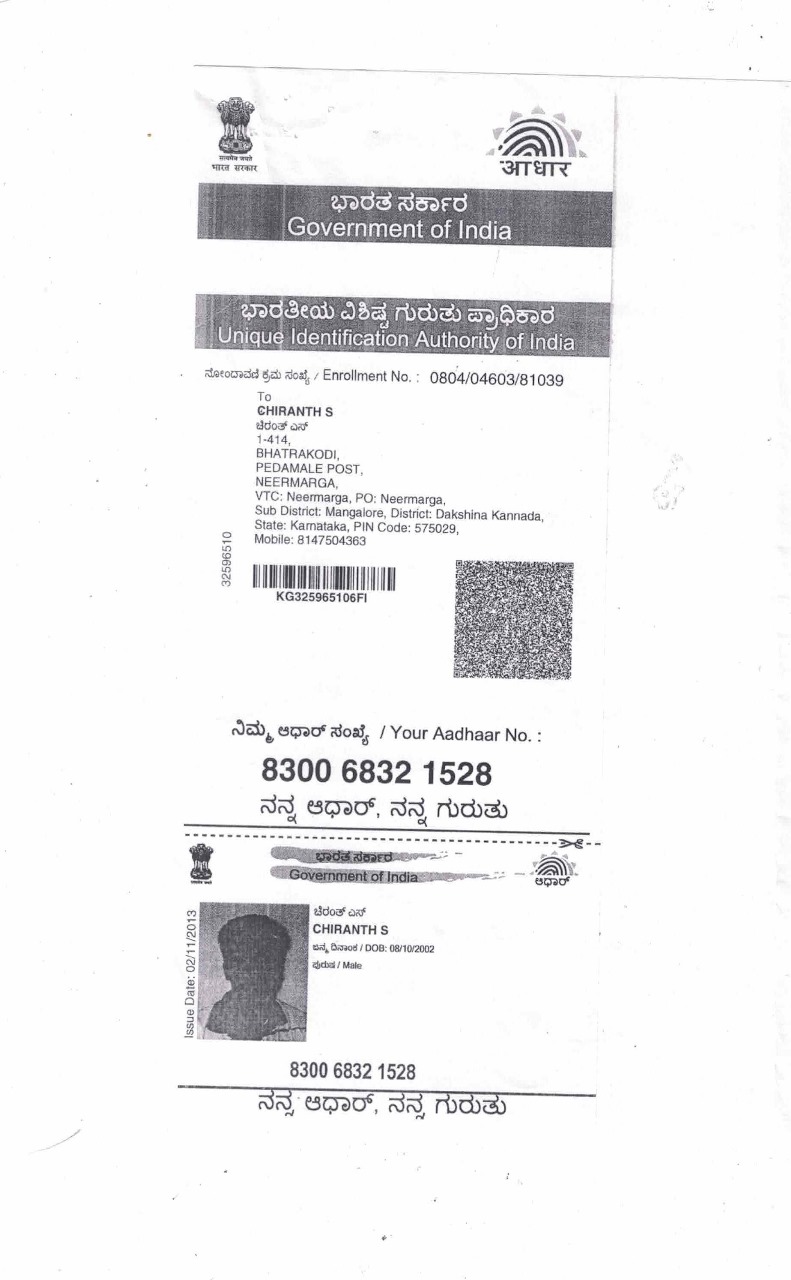 सत्यमेव जयते
भारत सरकार
आधार
ಭಾರತ ಸರ್ಕಾರ
Government of India
ಭಾರತೀಯ ವಿಶಿಷ್ಟ ಗುರುತು ಪ್ರಾಧಿಕಾರ
Unique Identification Authority of India
ನೋಂದಾವಣಿ ಕ್ರಮ ಸಂಖ್ಯೆ / Enrollment No. : 0804/04603/81039
To
CHIRANTH S
ಚಿರಂತ್ ಎಸ್
1-414,
BHATRAKODI,
PEDAMALE POST,
NEERMARGA,
VTC: Neermarga, PO: Neermarga,
Sub District: Mangalore, District: Dakshina Kannada,
State: Karnataka, PIN Code: 575029,
Mobile: 8147504363
32596510
KG325965106FI
ನಿಮ್ಮ ಆಧಾರ್ ಸಂಖ್ಯೆ / Your Aadhaar No. :
8300 6832 1528
ನನ್ನ ಆಧಾರ್, ನನ್ನ ಗುರುತು
ಭಾರತ ಸರ್ಕಾರ
Government of India
ಆಧಾರ್
Issue Date: 02/11/2013
ಚಿರಂತ್ ಎಸ್
CHIRANTH S
ಜನ್ಮ ದಿನಾಂಕ / DOB: 08/10/2002
ಪುರುಷ / Male
8300 6832 1528
ನನ್ನ ಆಧಾರ್, ನನ್ನ ಗುರುತು